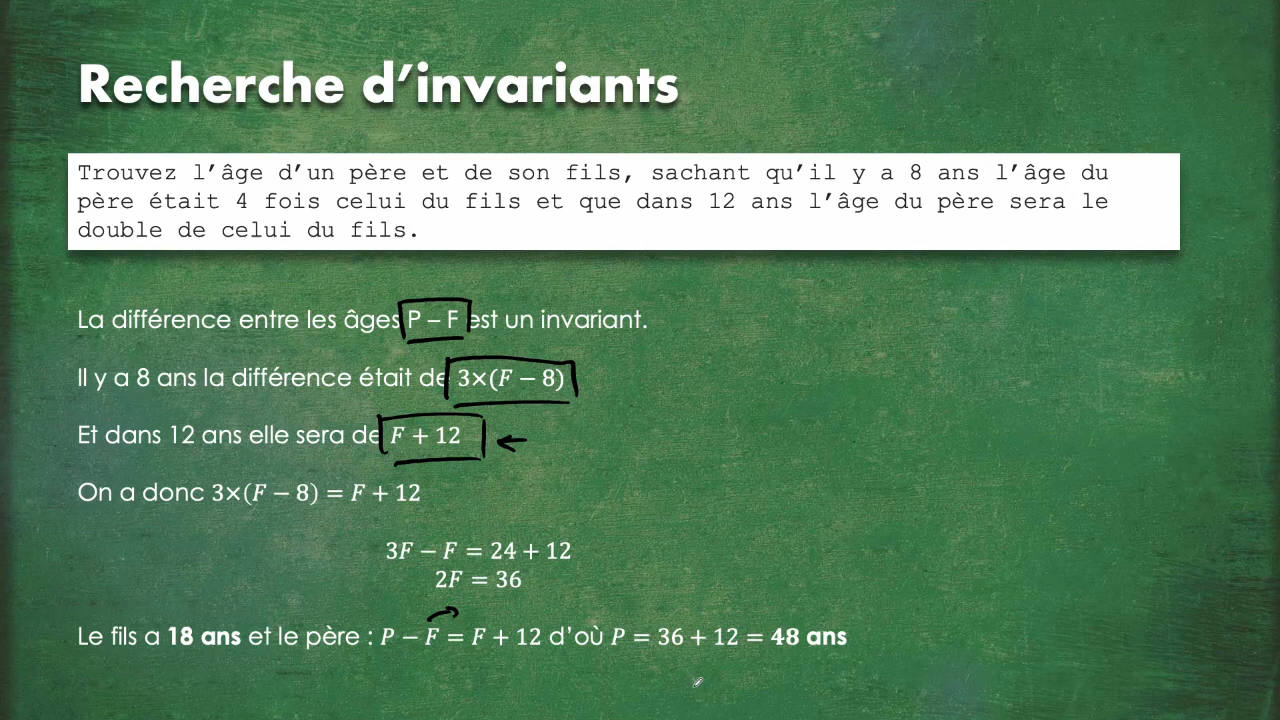 Recherche d’invariants
Trouvez l’âge d’un père et de son fils, sachant qu’il y a 8 ans l’âge du
père était 4 fois celui du fils et que dans 12 ans l’âge du père sera le
double de celui du fils.
La différence entre les âges P – F est un invariant.
Il y a 8 ans la différence était de 3×(F − 8)
Et dans 12 ans elle sera de F + 12
On a donc 3×(F − 8) = F + 12
3F − F = 24 + 12
2F = 36
Le fils a 18 ans et le père : P − F = F + 12 d’où P = 36 + 12 = 48 ans